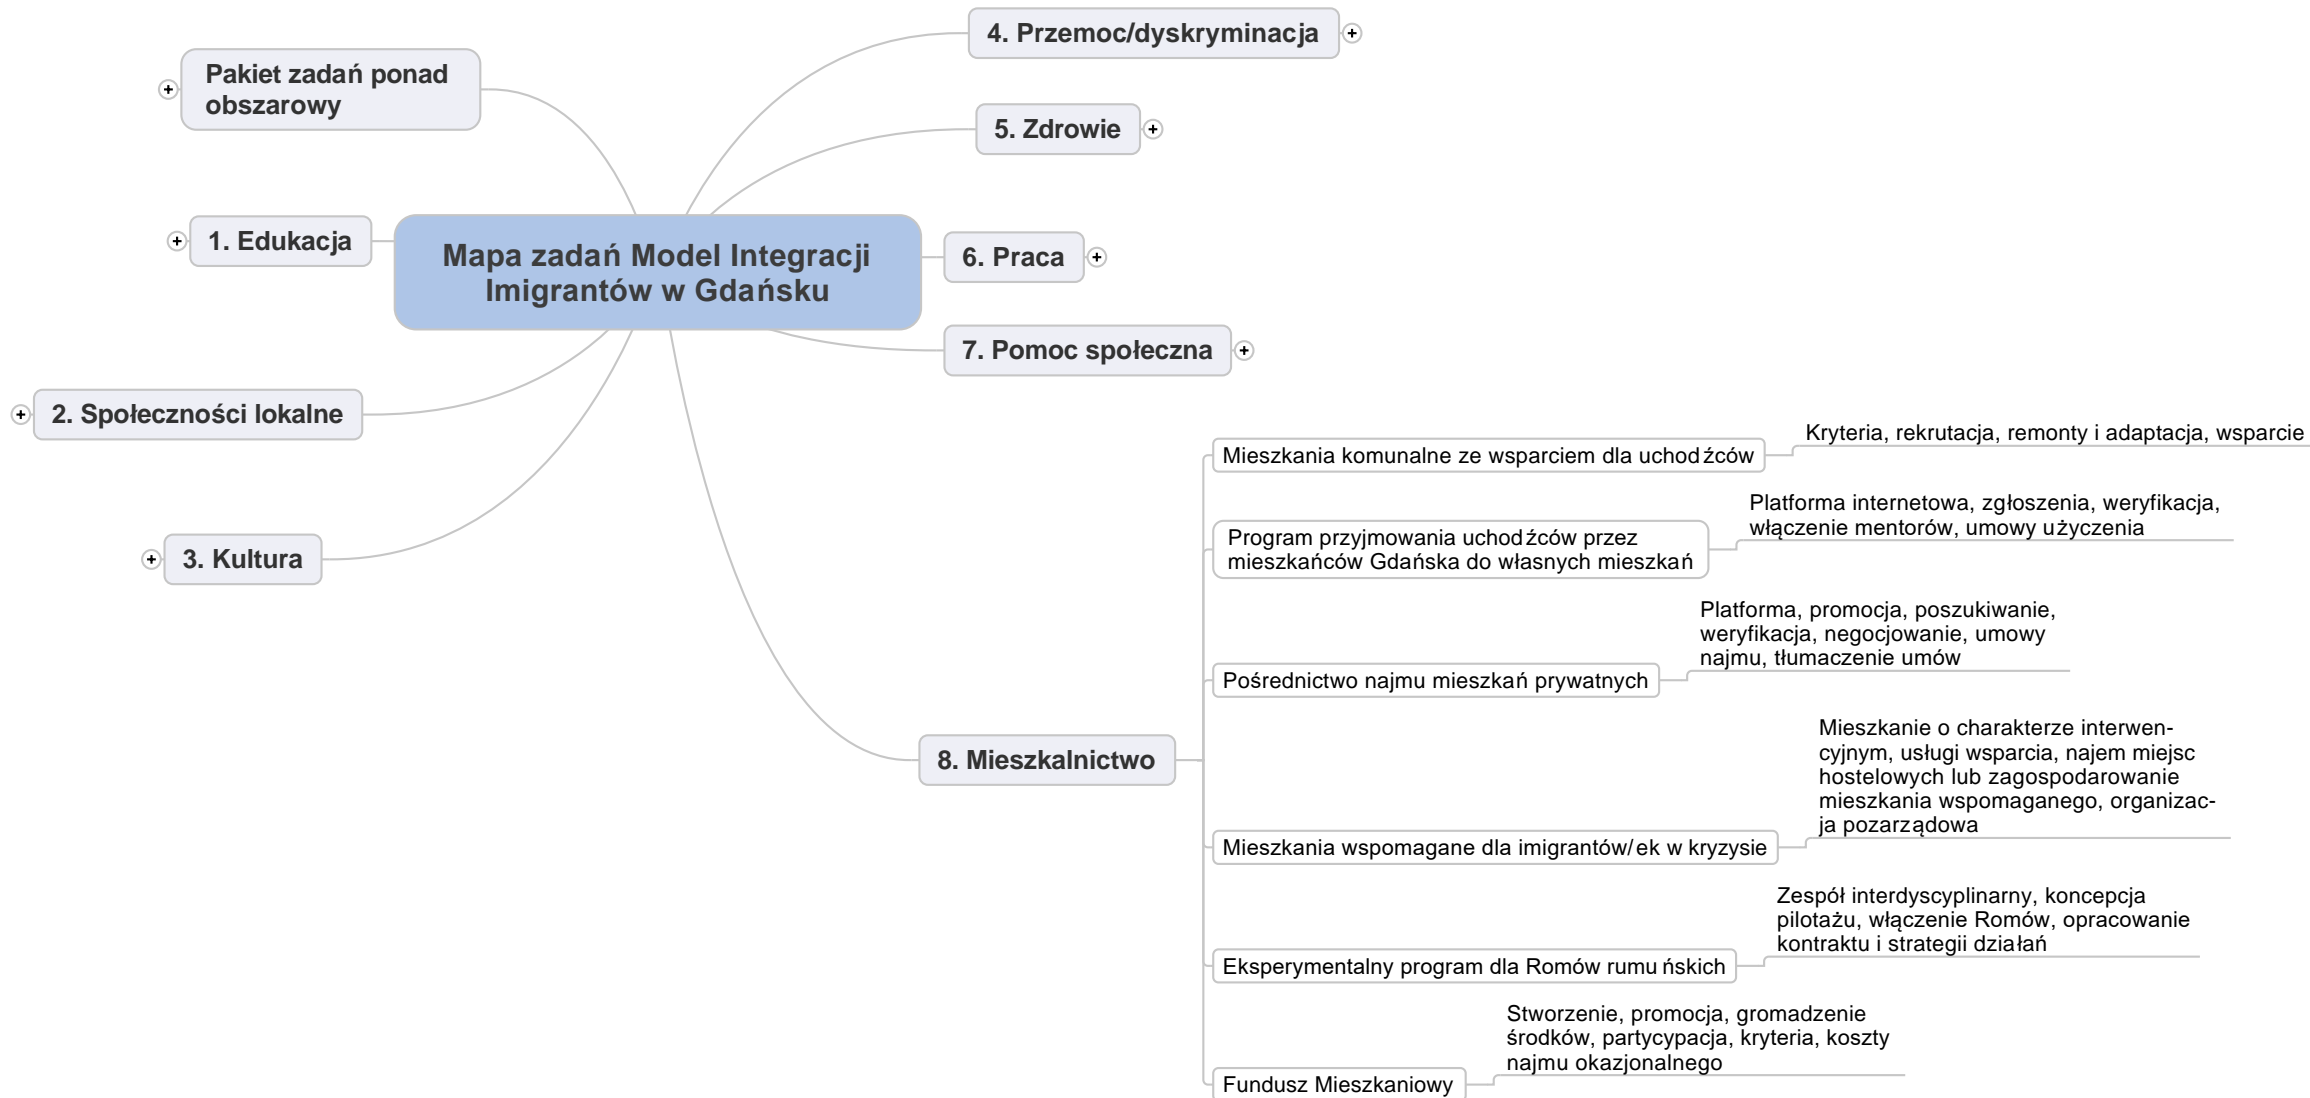 Mapa zadań Model Integracji
Imigrantów w Gdańsku
Pakiet zadań ponad
obszarowy
1. Edukacja
2. Społeczności lokalne
3. Kultura
4. Przemoc/dyskryminacja
5. Zdrowie
6. Praca
7. Pomoc społeczna
8. Mieszkalnictwo
Mieszkania komunalne ze wsparciem dla uchodźców
Kryteria, rekrutacja, remonty i adaptacja, wsparcie
Program przyjmowania uchodźców przez
mieszkańców Gdańska do własnych mieszkań
Platforma internetowa, zgłoszenia, weryfikacja,
włączenie mentorów, umowy użyczenia
Pośrednictwo najmu mieszkań prywatnych
Platforma, promocja, poszukiwanie,
weryfikacja, negocjowanie, umowy
najmu, tłumaczenie umów
Mieszkania wspomagane dla imigrantów/ek w kryzysie
Mieszkanie o charakterze interwen-
cyjnym, usługi wsparcia, najem miejsc
hostelowych lub zagospodarowanie
mieszkania wspomaganego, organizac-
ja pozarządowa
Eksperymentalny program dla Romów rumuńskich
Zespół interdyscyplinarny, koncepcja
pilotażu, włączenie Romów, opracowanie
kontraktu i strategii działań
Fundusz Mieszkaniowy
Stworzenie, promocja, gromadzenie
środków, partycypacja, kryteria, koszty
najmu okazjonalnego